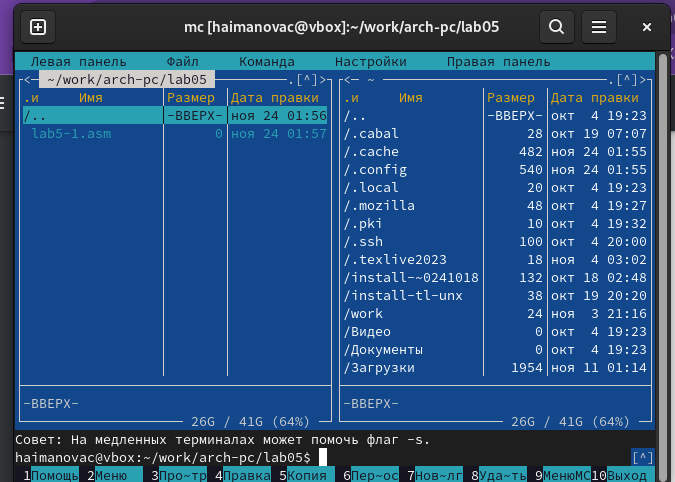 mc [haimanovac@vbox]:~/work/arch-pc/lab05
Левая панель Файл Команда Настройки Правая панель
<─ ~/work/arch-pc/lab05 ─.[^]>
.и Имя Размер Дата правки
/.. -ВВЕРХ- ноя 24 01:56
lab5-1.asm 0 ноя 24 01:57
-ВВЕРХ-
26G / 41G (64%)
<─ ~ ─.[^]>
.и Имя Размер Дата правки
/.. -ВВЕРХ- окт 4 19:23
/.cabal 28 окт 19 07:07
/.cache 482 ноя 24 01:55
/.config 540 ноя 24 01:55
/.local 20 окт 4 19:23
/.mozilla 48 окт 4 19:27
/.pki 10 окт 4 19:32
/.ssh 100 окт 4 20:00
/.texlive2023 18 ноя 4 03:02
/install-~0241018 132 окт 18 02:48
/install-tl-unx 38 окт 19 20:20
/work 24 ноя 3 21:16
/Видео 0 окт 4 19:23
/Документы 0 окт 4 19:23
/Загрузки 1954 ноя 11 01:14
-ВВЕРХ-
26G / 41G (64%)
Совет: На медленных терминалах может помочь флаг -s.
haimanovac@vbox:~/work/arch-pc/lab05$ [^]
1Помощь 2Меню 3Про~тр 4Правка 5Копия 6Пер~ос 7Нов~лг 8Уда~ть 9МенюMC 10Выход